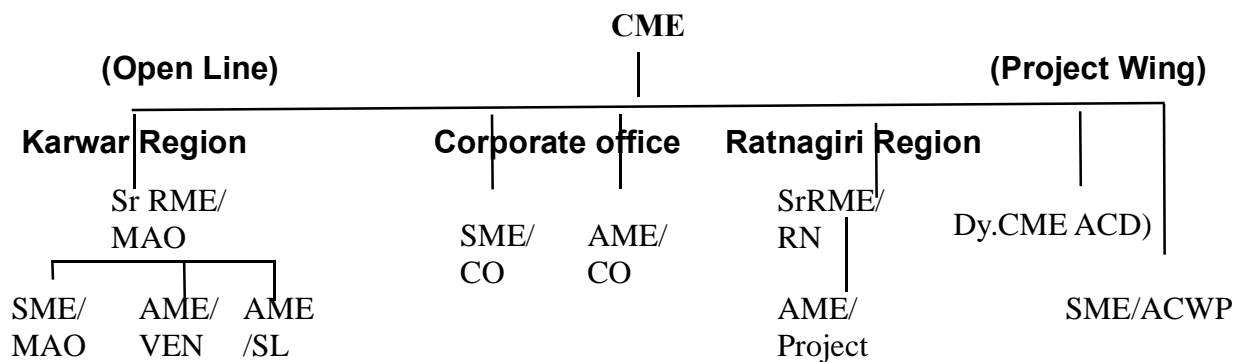 CME
(Open Line) (Project Wing)
Karwar Region Corporate office Ratnagiri Region
Sr RME/
MAO
SME/
CO
AME/
CO
SrRME/
RN
Dy.CME ACD)
SME/
MAO
AME/
VEN
AME
/SL
AME/
Project
SME/ACWP